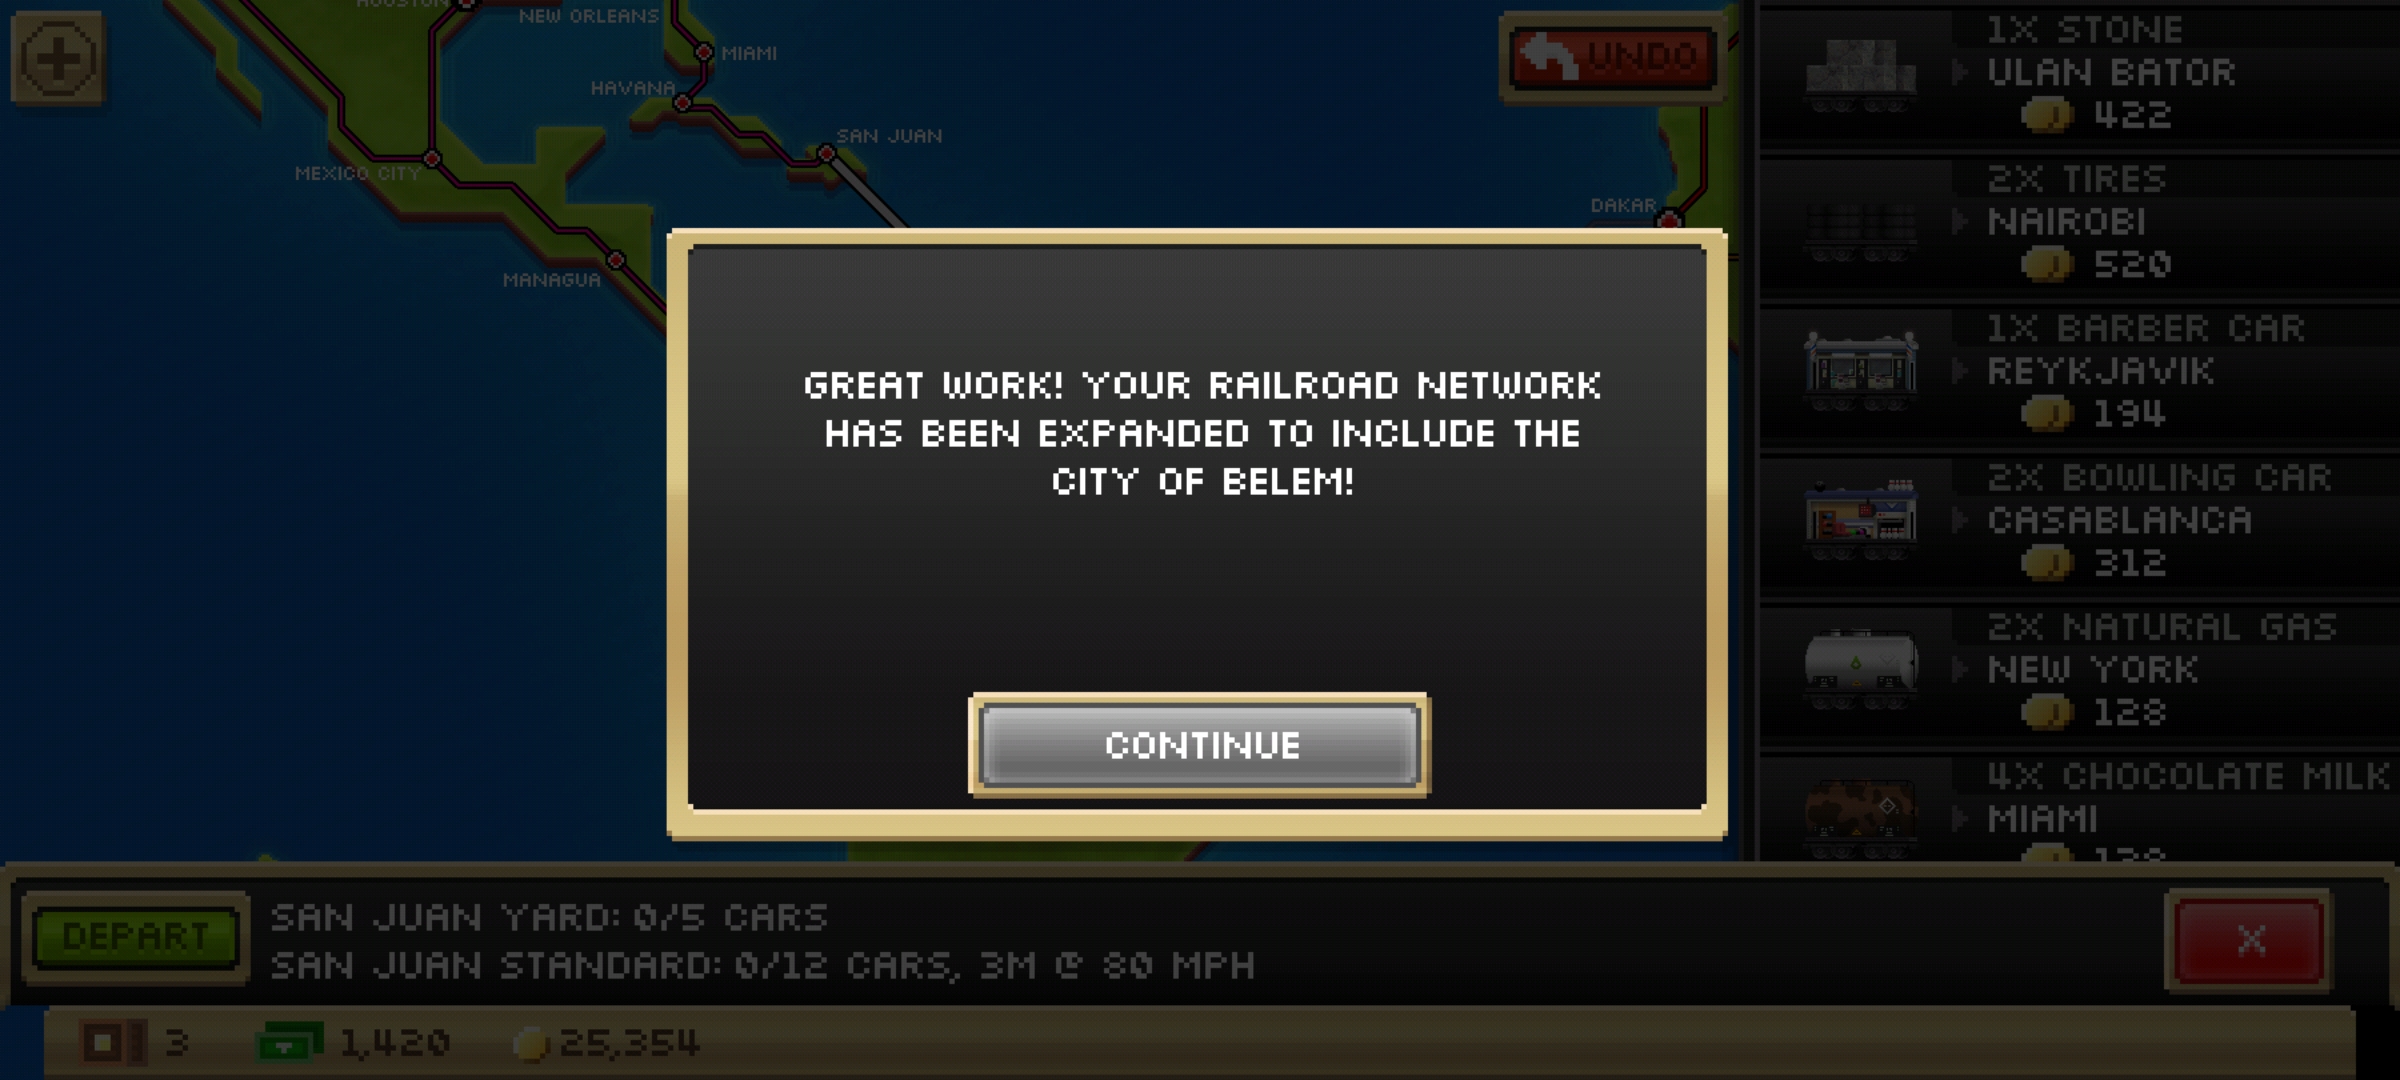 HOUSTON
NEW ORLEANS
MIAMI
HAVANA
SAN JUAN
MEXICO CITY
MANAGUA
DAKAR
UNDO
GREAT WORK! YOUR RAILROAD NETWORK
HAS BEEN EXPANDED TO INCLUDE THE
CITY OF BELEM!
CONTINUE
1X STONE
ULAN BATOR
422
2X TIRES
NAIROBI
520
1X BARBER CAR
REYKJAVIK
194
2X BOWLING CAR
CASABLANCA
312
2X NATURAL GAS
NEW YORK
128
4X CHOCOLATE MILK
MIAMI
DEPART
SAN JUAN YARD: 0/5 CARS
SAN JUAN STANDARD: 0/12 CARS, 3M @ 80 MPH
X
3
1,420
25,354